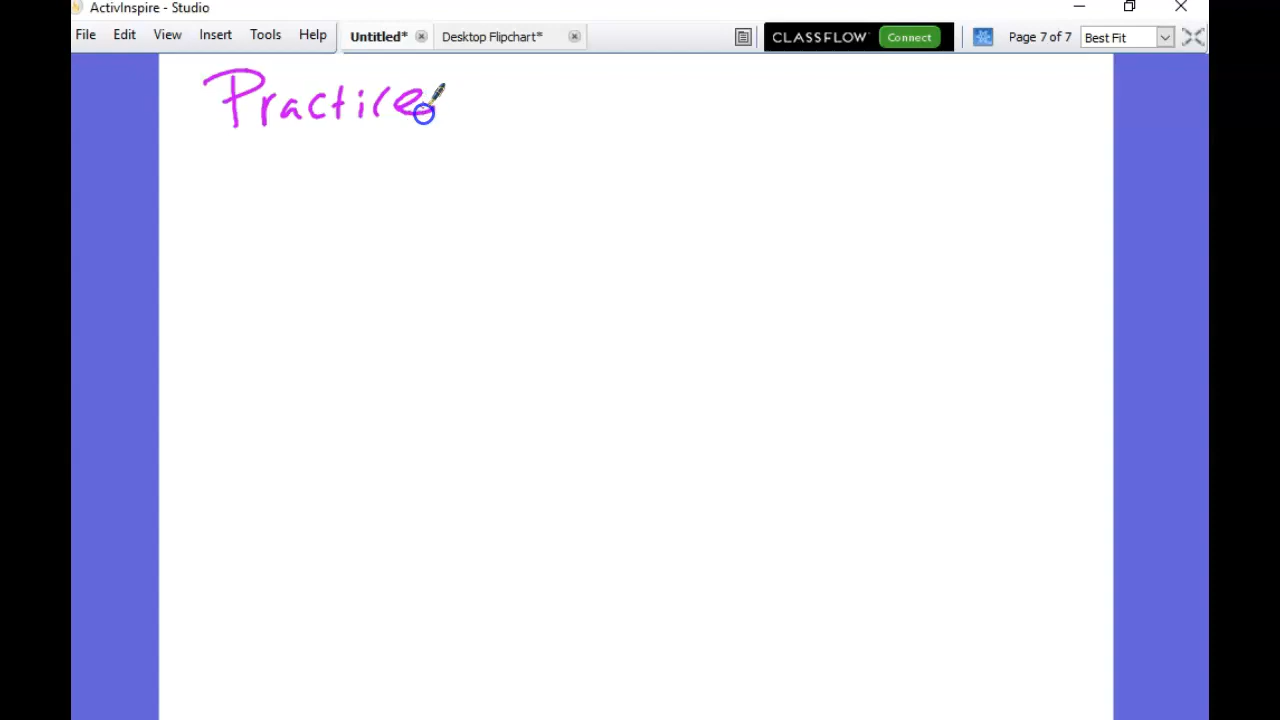 ActivInspire - Studio
File Edit View Insert Tools Help Untitled* Desktop Flipchart* CLASSFLOW Connect Page 7 of 7 Best Fit
Practice